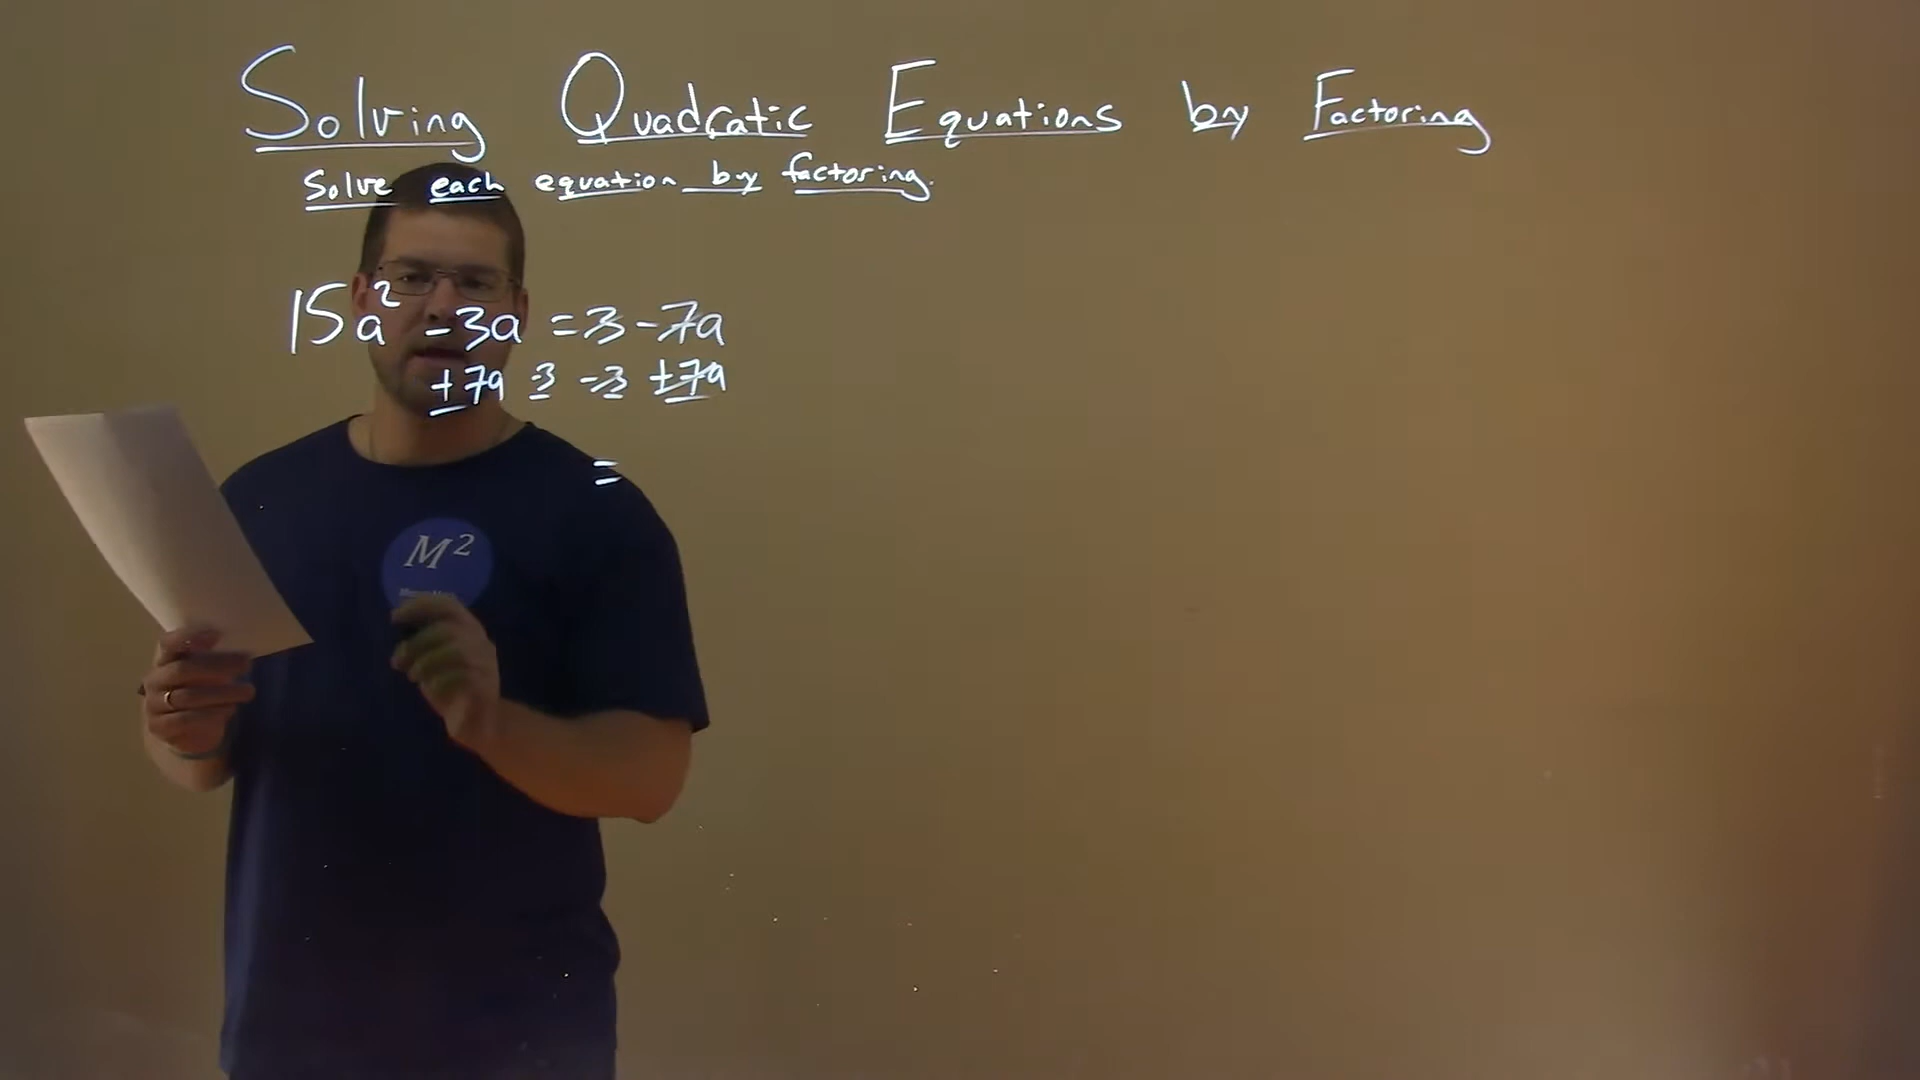 Solving Quadratic Equations by Factoring
Solve each equation by factoring.
15a² -3a = 3 -7a
+7a -3 -3 +7a
=
M²